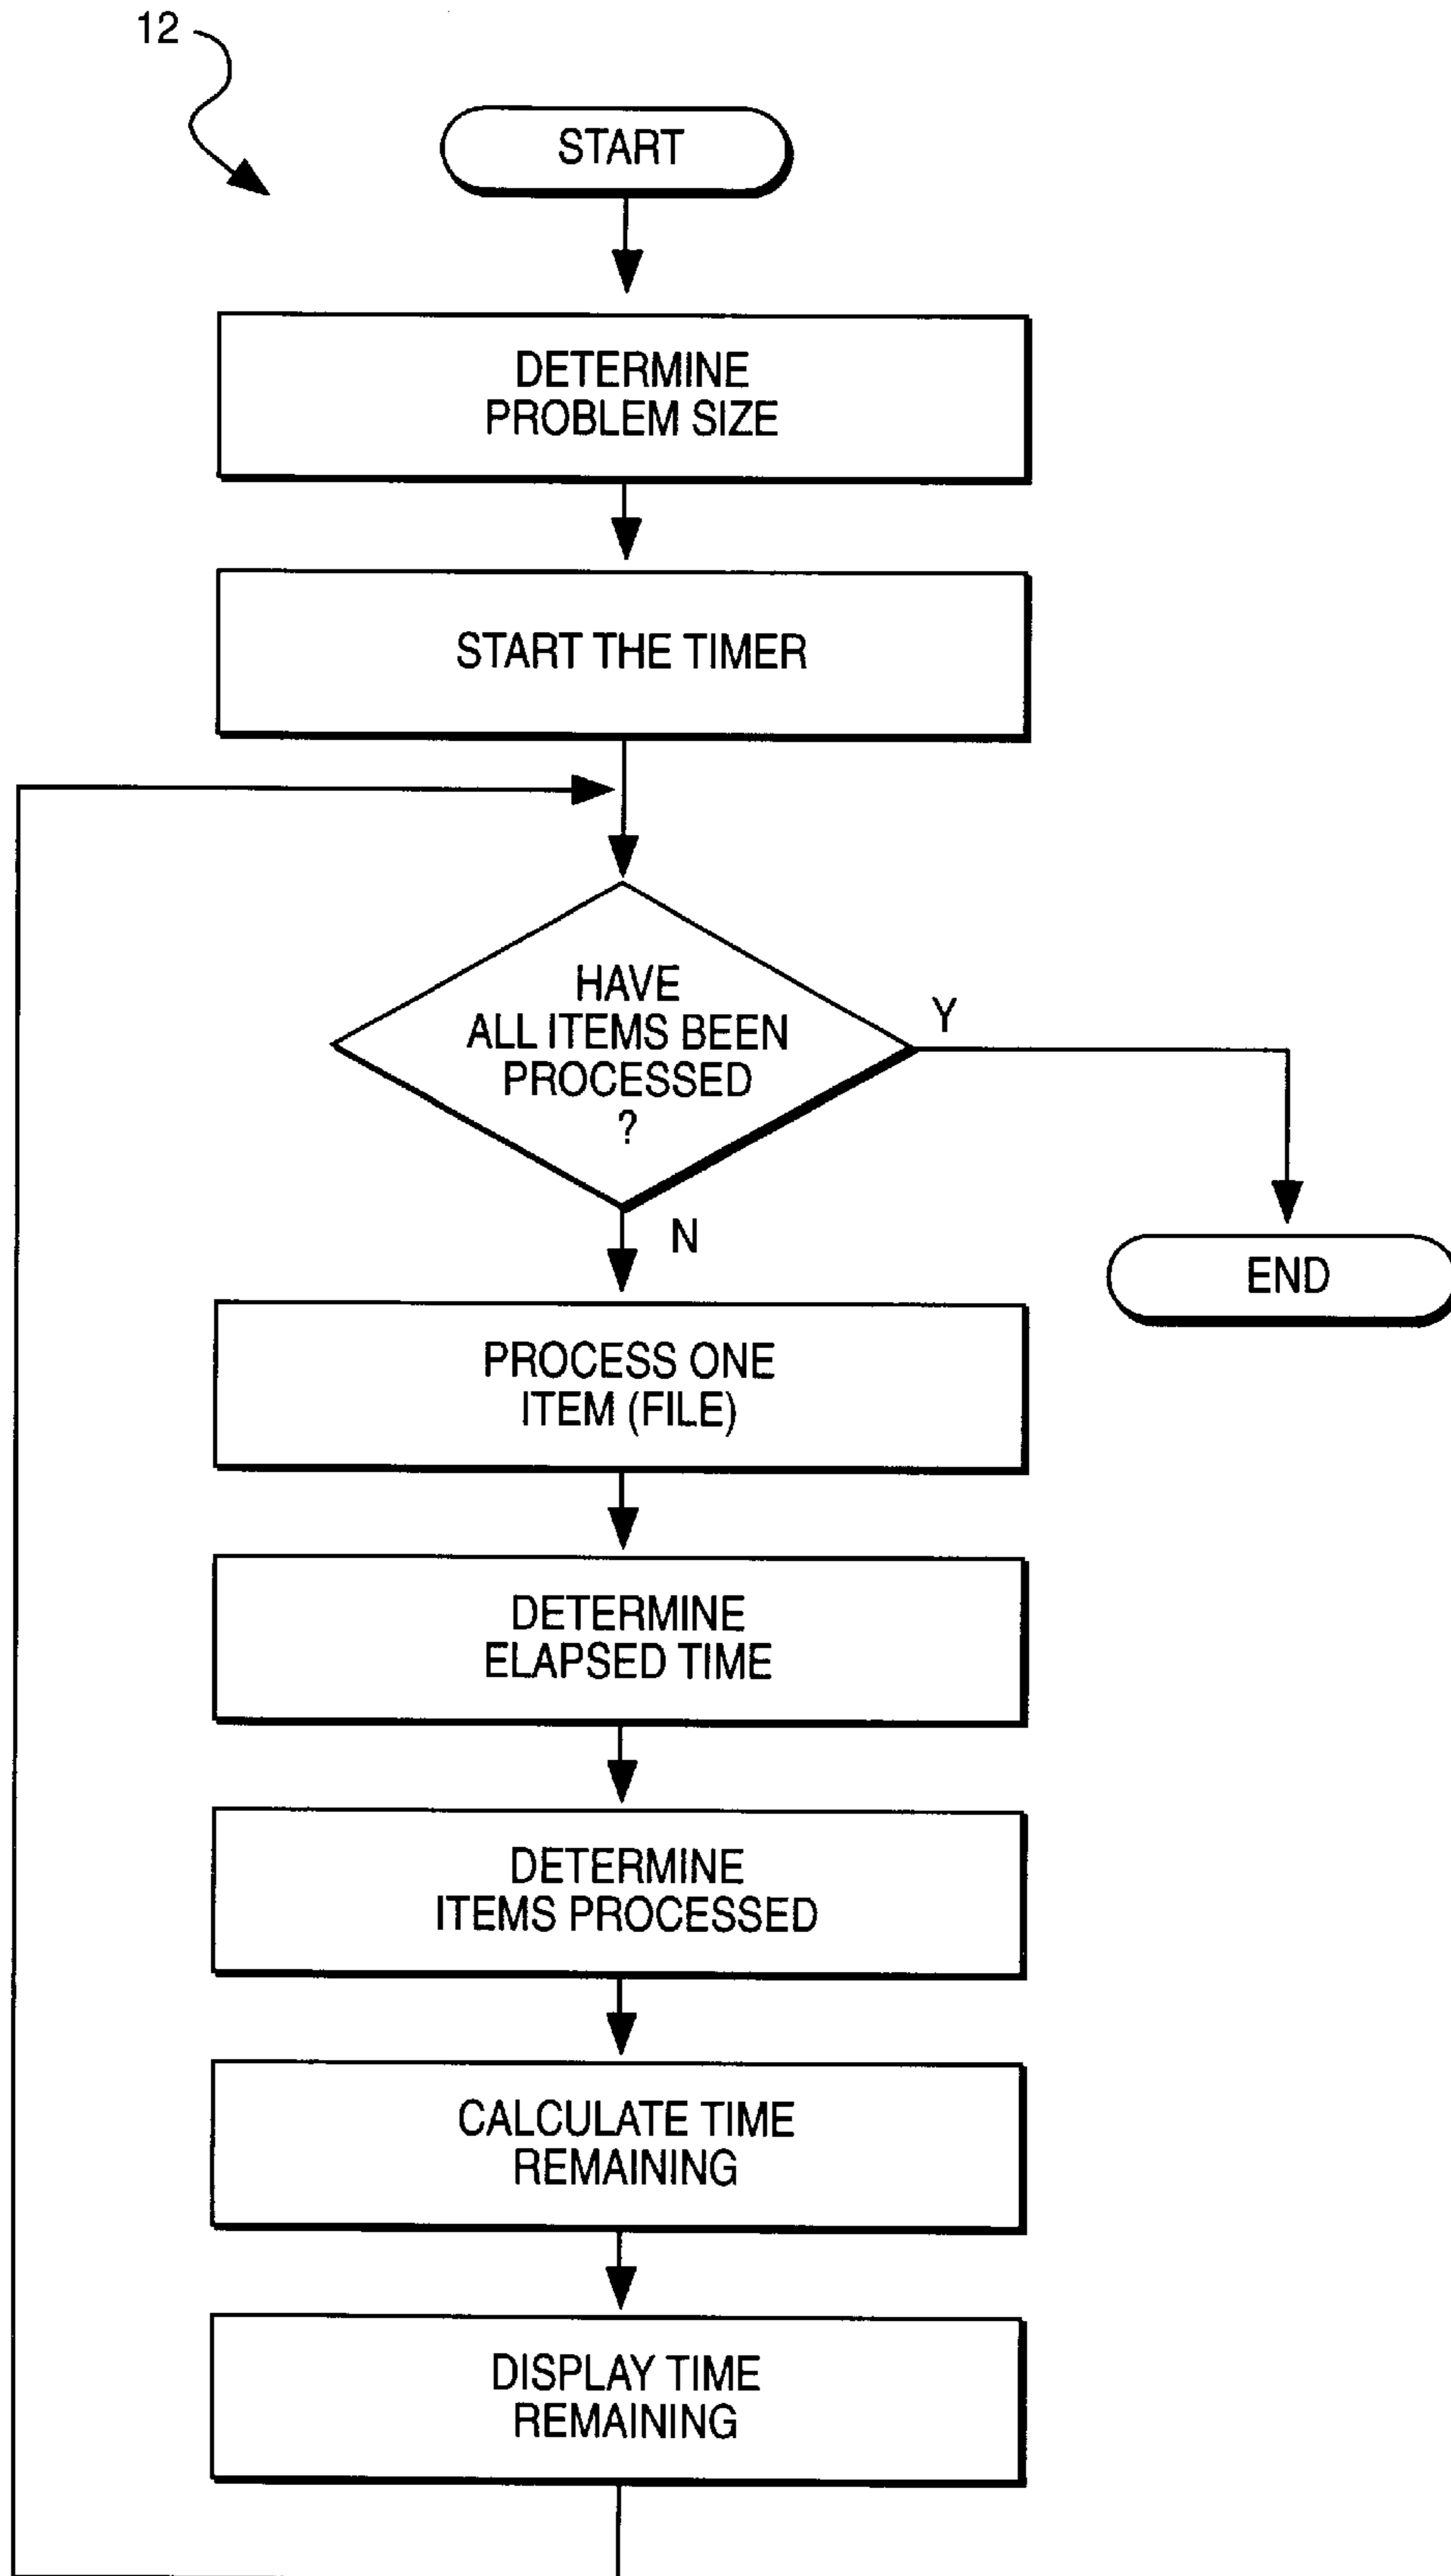 12
START
DETERMINE
PROBLEM SIZE
START THE TIMER
HAVE
ALL ITEMS BEEN
PROCESSED
?
Y
N
END
PROCESS ONE
ITEM (FILE)
DETERMINE
ELAPSED TIME
DETERMINE
ITEMS PROCESSED
CALCULATE TIME
REMAINING
DISPLAY TIME
REMAINING